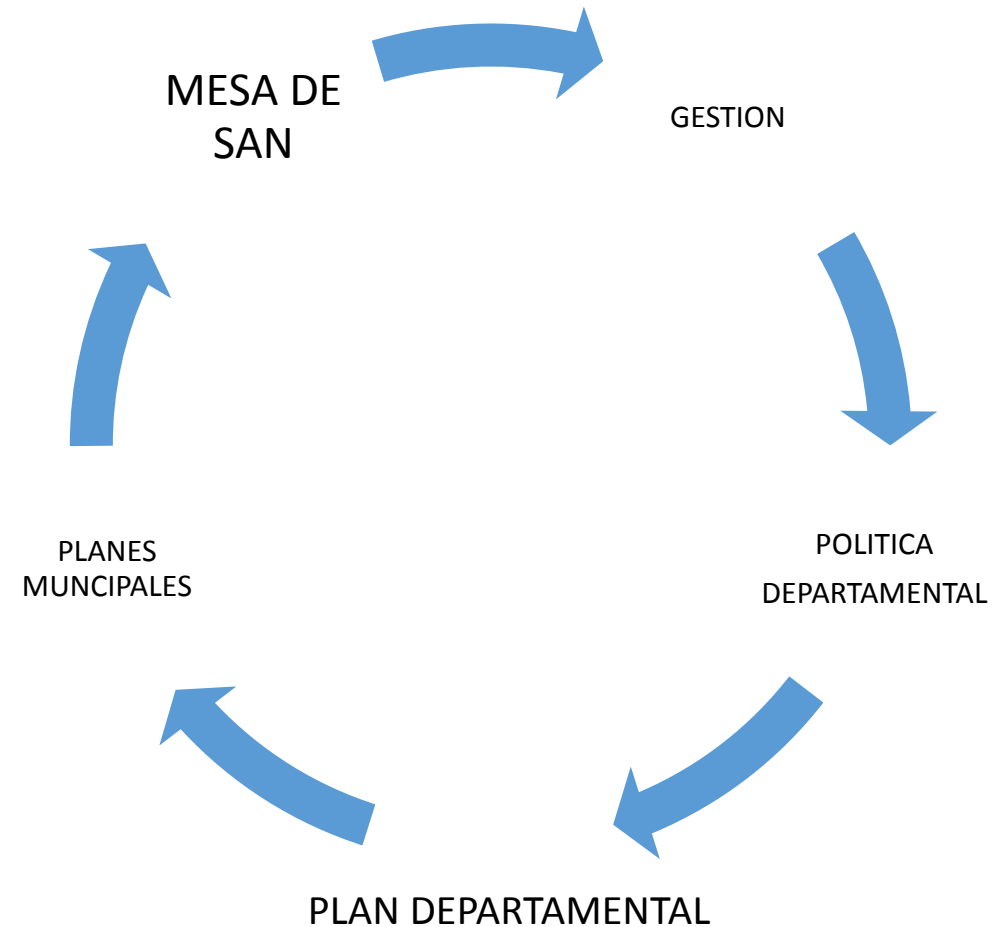 MESA DE
SAN
GESTION
POLITICA
DEPARTAMENTAL
PLAN DEPARTAMENTAL
PLANES
MUNCIPALES